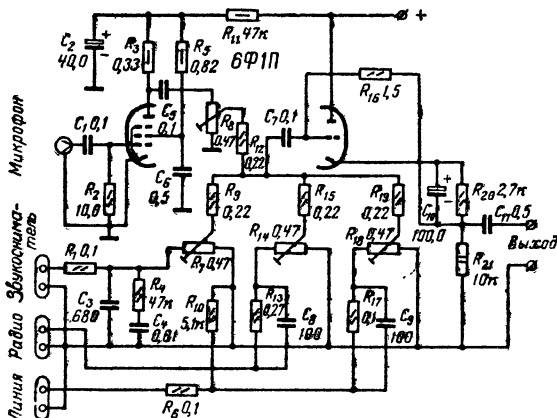 R₁₁ 47к
+
C₂
40,0
+
-
R₃
0,33
R₅
0,82
6Ф1П
C₅
0,1
R₈
0,47
R₁₂
0,22
C₇ 0,1
R₁₆ 1,5
Микрофон
C₁ 0,1
R₂
10,0
C₆
0,5
R₉
0,22
R₁₅
0,22
R₁₉
0,22
+
-
100,0
R₂₀ 2,7к
C₁₁ 0,5
Выход
R₂₁
10к
Звукоснима-
тель
R₁ 0,1
R₇ 0,47
R₁₄ 0,47
R₁₈ 0,47
C₃
680
R₄
47к
C₄
0,01
R₁₀
5,1к
R₁₃
0,27
C₈
100
R₁₇
0,1
C₉
100
Радио
Линия
R₆ 0,1